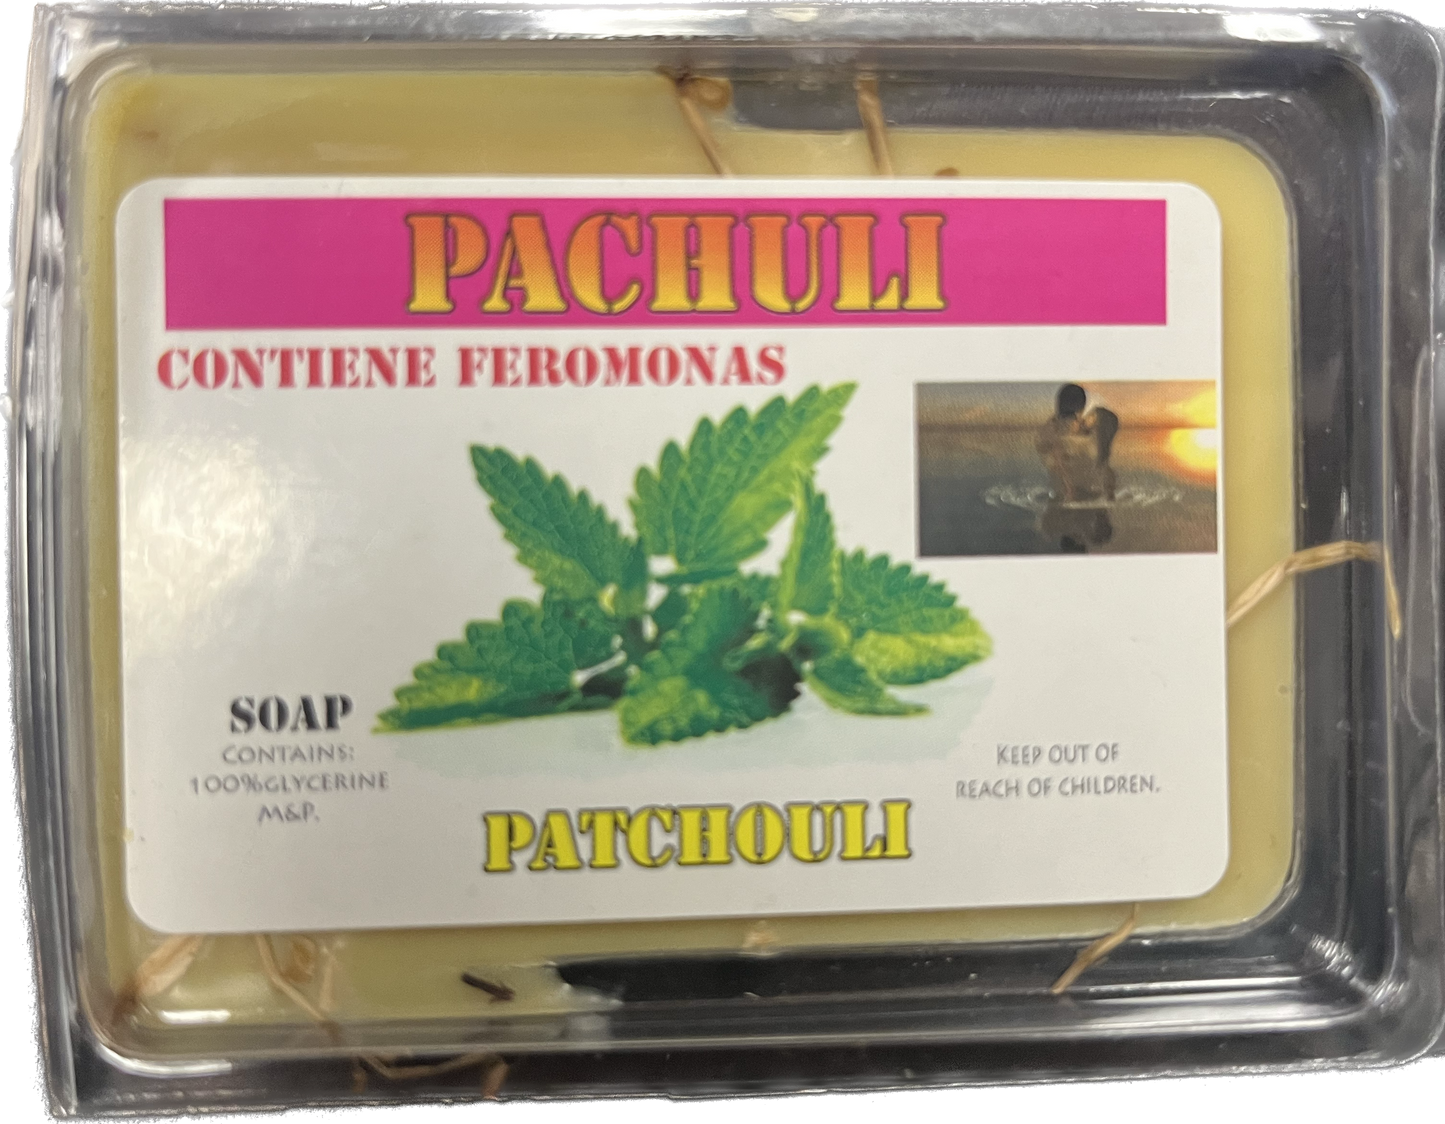 PACHULI
CONTIENE FEROMONAS
SOAP
CONTAINS:
100%GLYCERINE
M&P.
KEEP OUT OF
REACH OF CHILDREN.
PATCHOULI